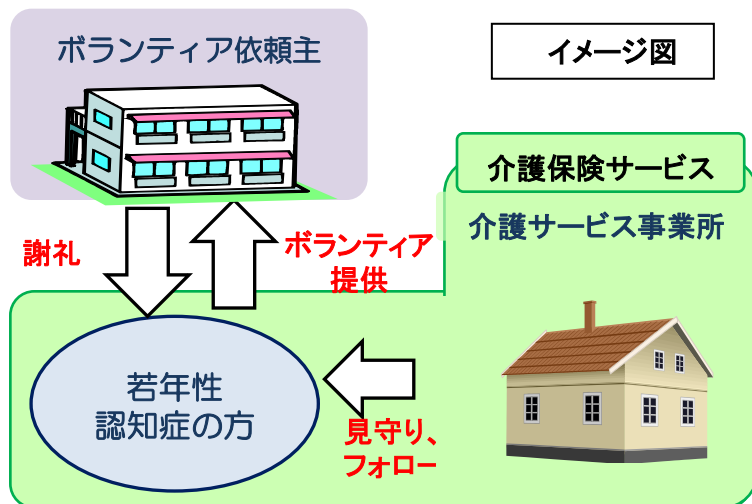 ボランティア依頼主
イメージ図
介護保険サービス
介護サービス事業所
謝礼
ボランティア
提供
若年性
認知症の方
見守り、
フォロー